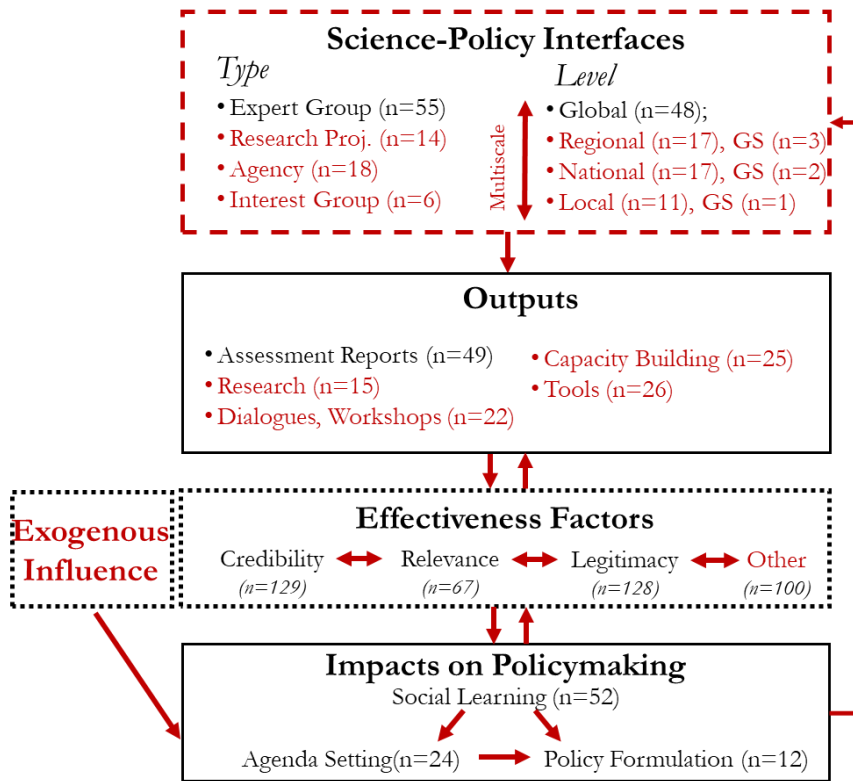 Science-Policy Interfaces
Type
• Expert Group (n=55)
• Research Proj. (n=14)
• Agency (n=18)
• Interest Group (n=6)
Multiscale
Level
• Global (n=48);
• Regional (n=17), GS (n=3)
• National (n=17), GS (n=2)
• Local (n=11), GS (n=1)
Outputs
• Assessment Reports (n=49)
• Research (n=15)
• Dialogues, Workshops (n=22)
• Capacity Building (n=25)
• Tools (n=26)
Exogenous
Influence
Effectiveness Factors
Credibility Relevance Legitimacy Other
(n=129) (n=67) (n=128) (n=100)
Impacts on Policymaking
Social Learning (n=52)
Agenda Setting(n=24) Policy Formulation (n=12)